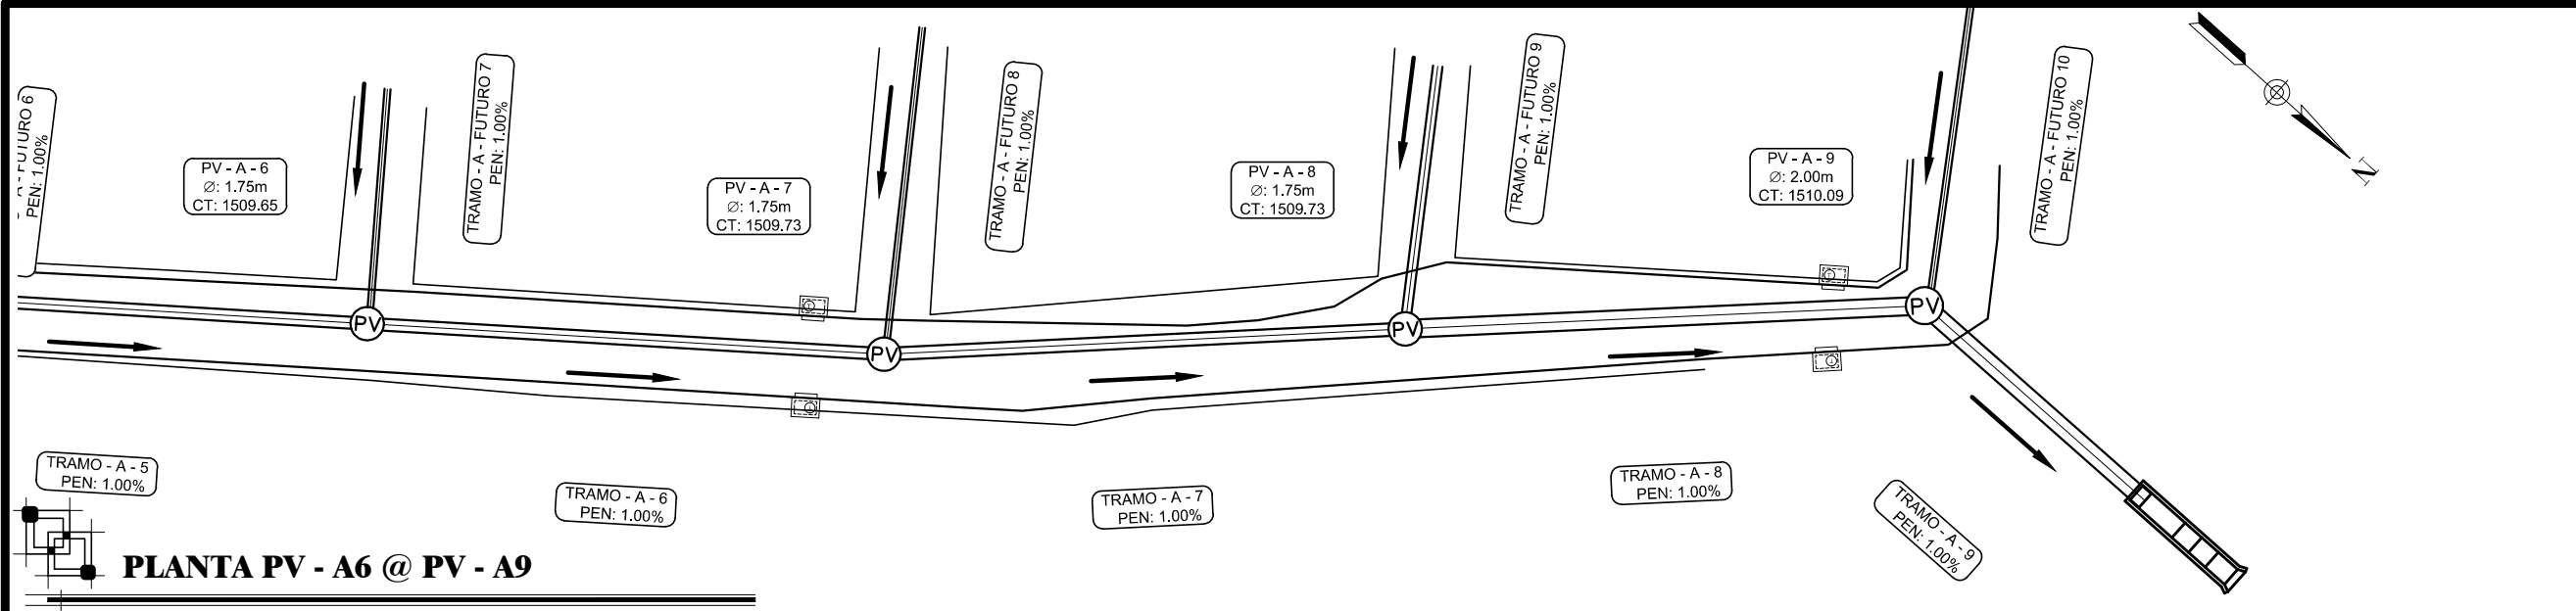 A - FUTURO 6
PEN: 1.00%
PV - A - 6
Ø: 1.75m
CT: 1509.65
TRAMO - A - FUTURO 7
PEN: 1.00%
PV - A - 7
Ø: 1.75m
CT: 1509.73
TRAMO - A - FUTURO 8
PEN: 1.00%
PV - A - 8
Ø: 1.75m
CT: 1509.73
TRAMO - A - FUTURO 9
PEN: 1.00%
PV - A - 9
Ø: 2.00m
CT: 1510.09
TRAMO - A - FUTURO 10
PEN: 1.00%
N
PV
PV
PV
PV
TRAMO - A - 5
PEN: 1.00%
TRAMO - A - 6
PEN: 1.00%
TRAMO - A - 7
PEN: 1.00%
TRAMO - A - 8
PEN: 1.00%
TRAMO - A - 9
PEN: 1.00%
PLANTA PV - A6 @ PV - A9